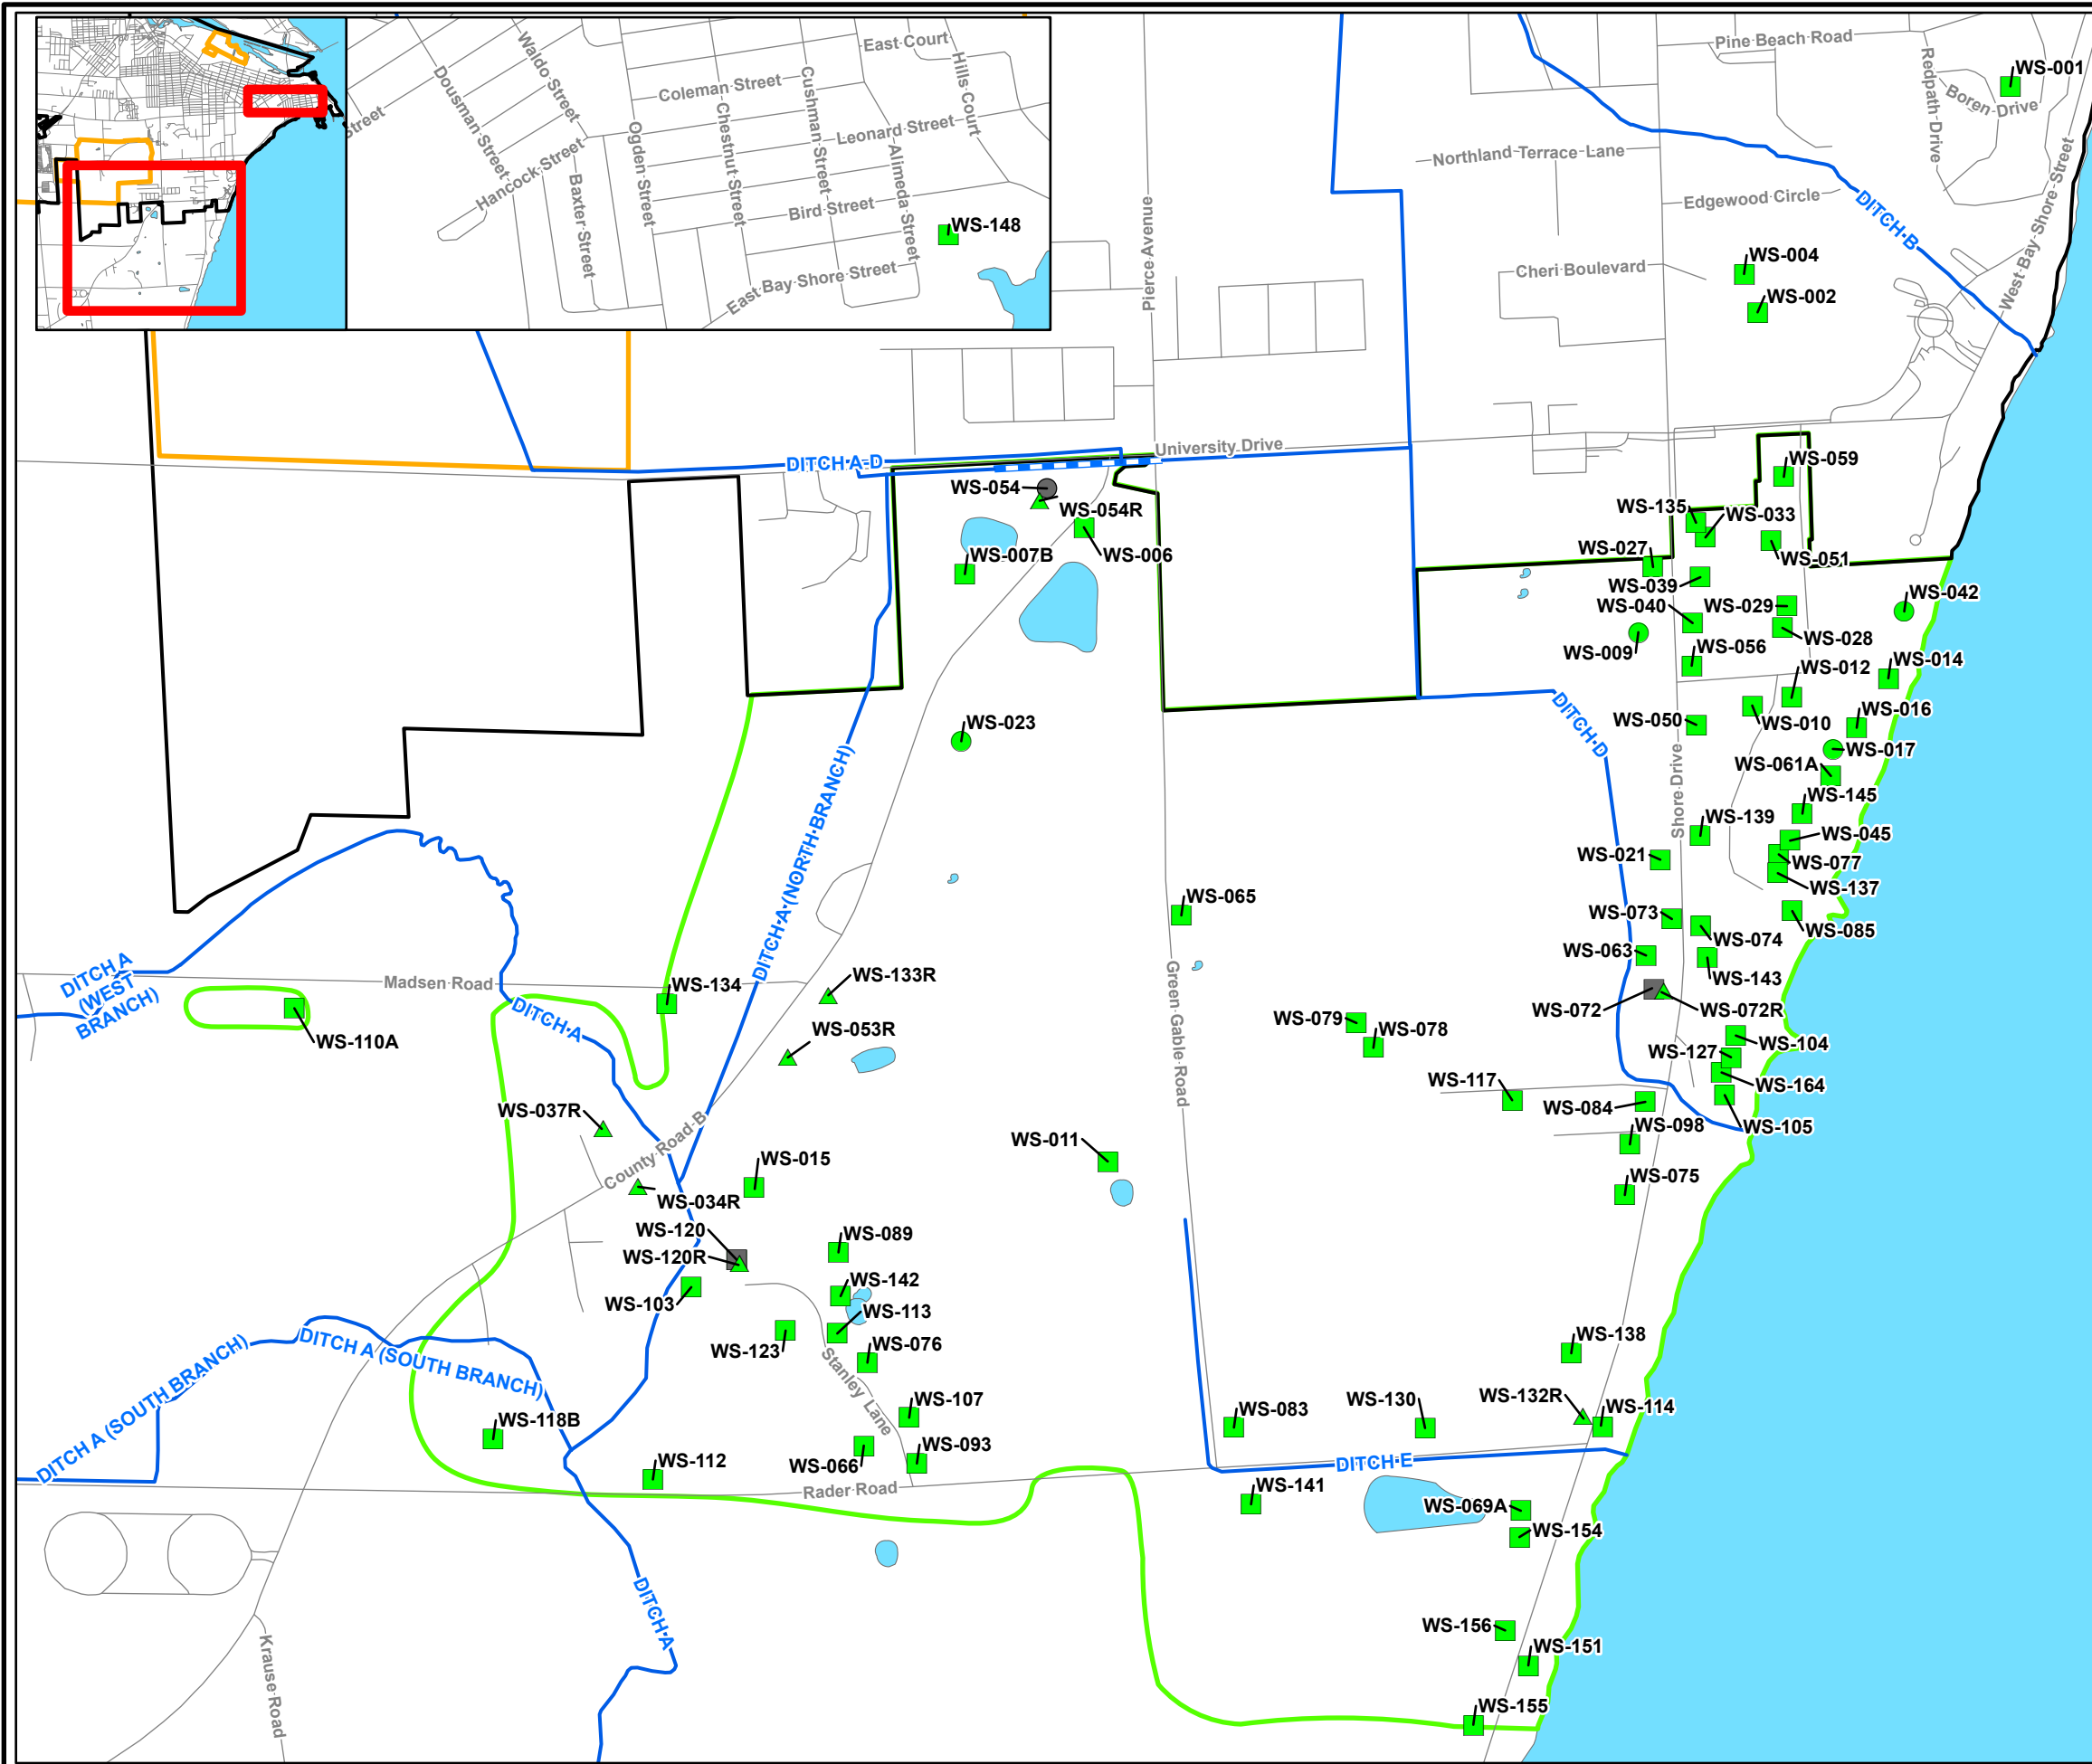 Street
Dousman Street
Waldo Street
Hancock Street
Baxter Street
Ogden Street
Coleman Street
Chestnut Street
Cushman Street
East Court
Hills Court
Leonard Street
Alimeda Street
Bird Street
East Bay Shore Street
WS-148
Pierce Avenue
Pine Beach Road
Redpath Drive
Boren Drive
WS-001
Northland Terrace Lane
Edgewood Circle
DITCH B
West Bay Shore Street
Cheri Boulevard
WS-004
WS-002
University Drive
DITCH A-D
WS-054
WS-054R
WS-006
WS-007B
WS-059
WS-135
WS-033
WS-027
WS-051
WS-039
WS-040
WS-029
WS-042
WS-028
WS-009
WS-056
WS-012
WS-014
WS-023
DITCH D
WS-050
WS-010
WS-016
WS-017
WS-061A
Shore Drive
WS-145
WS-139
WS-045
WS-021
WS-077
WS-137
DITCH A (NORTH BRANCH)
WS-065
WS-073
WS-085
WS-074
WS-063
WS-143
DITCH A
(WEST
BRANCH)
Madsen Road
WS-134
WS-133R
Green Gable Road
WS-072
WS-072R
WS-110A
DITCH A
WS-053R
WS-079
WS-078
WS-104
WS-127
WS-164
WS-117
WS-084
WS-105
WS-037R
County Road B
WS-098
WS-011
WS-015
WS-034R
WS-075
WS-120
WS-120R
WS-089
WS-103
WS-142
WS-113
WS-123
WS-076
Stanley Lane
WS-138
DITCH A (SOUTH BRANCH)
DITCH A (SOUTH BRANCH)
WS-118B
WS-107
WS-083
WS-130
WS-132R
WS-114
WS-066
WS-093
WS-112
Rader Road
DITCH E
WS-141
WS-069A
WS-154
DITCH A
Krause Road
WS-156
WS-151
WS-155